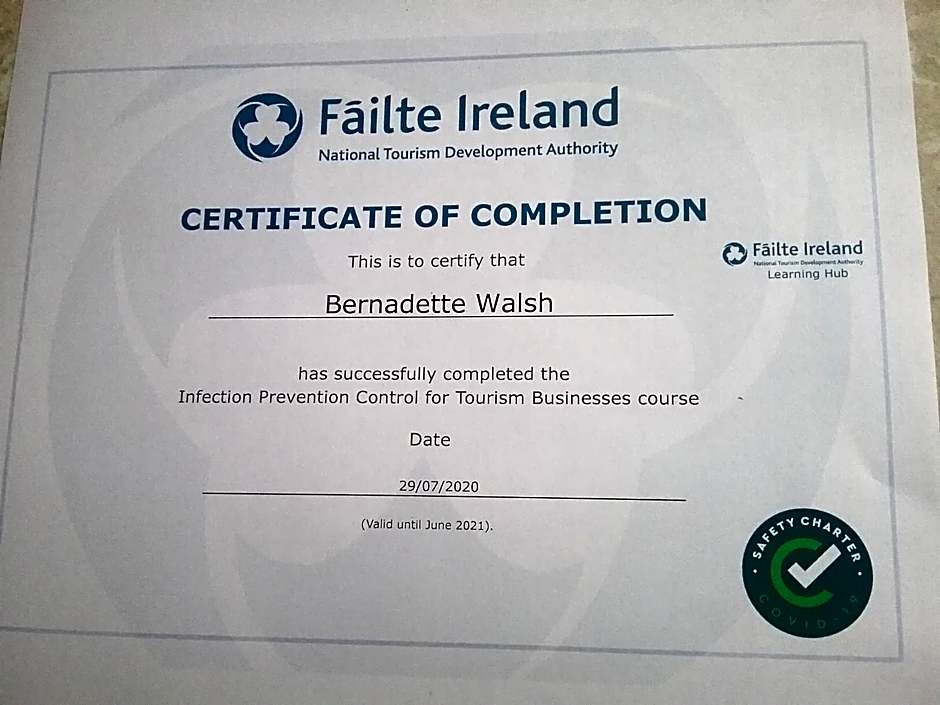 Fāilte Ireland
National Tourism Development Authority
CERTIFICATE OF COMPLETION
This is to certify that
Fāilte Ireland
National Tourism Development Authority
Learning Hub
Bernadette Walsh
has successfully completed the
Infection Prevention Control for Tourism Businesses course
Date
29/07/2020
(Valid until June 2021).
SAFETY CHARTER
COVID-19